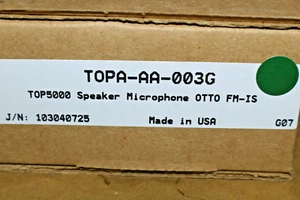 TOPA-AA-003G
TOP5000 Speaker Microphone OTTO FM-IS
J/N: 103040725 Made in USA G07